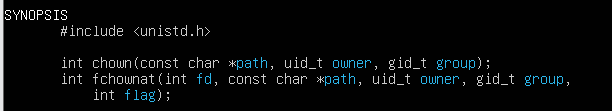 SYNOPSIS
#include <unistd.h>
int chown(const char *path, uid_t owner, gid_t group);
int fchownat(int fd, const char *path, uid_t owner, gid_t group,
int flag);